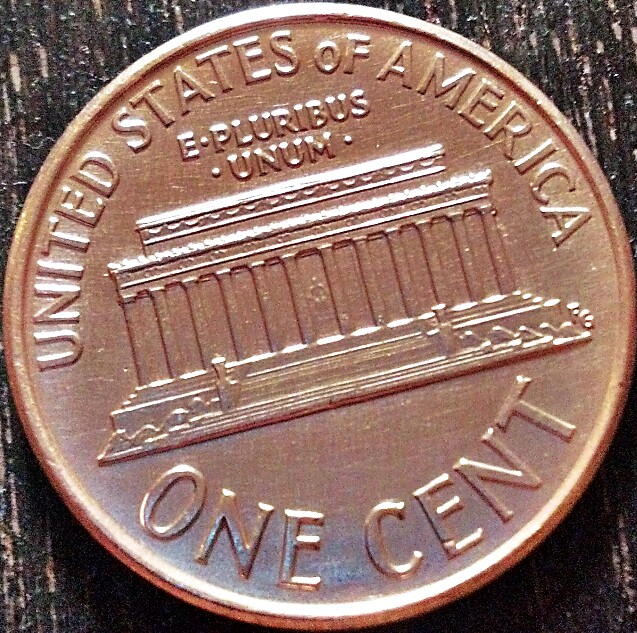 UNITED STATES OF AMERICA
E·PLURIBUS
·UNUM·
ONE CENT